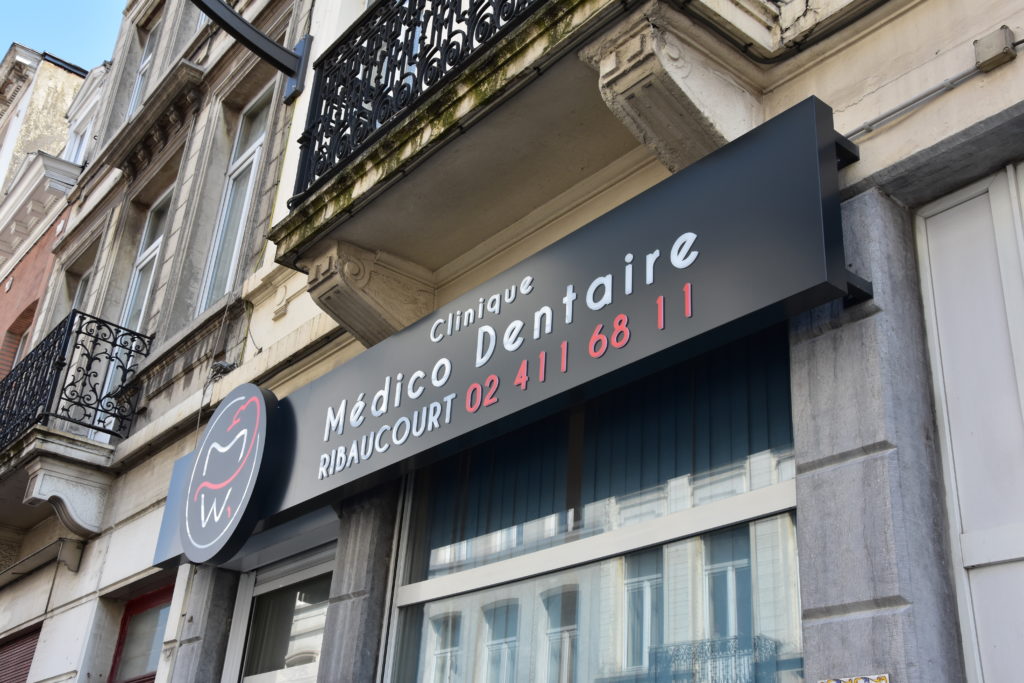 Clinique
Médico Dentaire
RIBAUCOURT 02 411 68 11
M
W